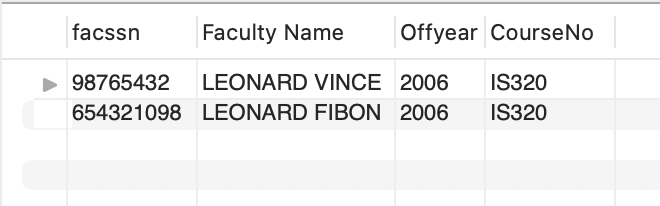 facssn Faculty Name Offyear CourseNo
98765432 LEONARD VINCE 2006 IS320
654321098 LEONARD FIBON 2006 IS320